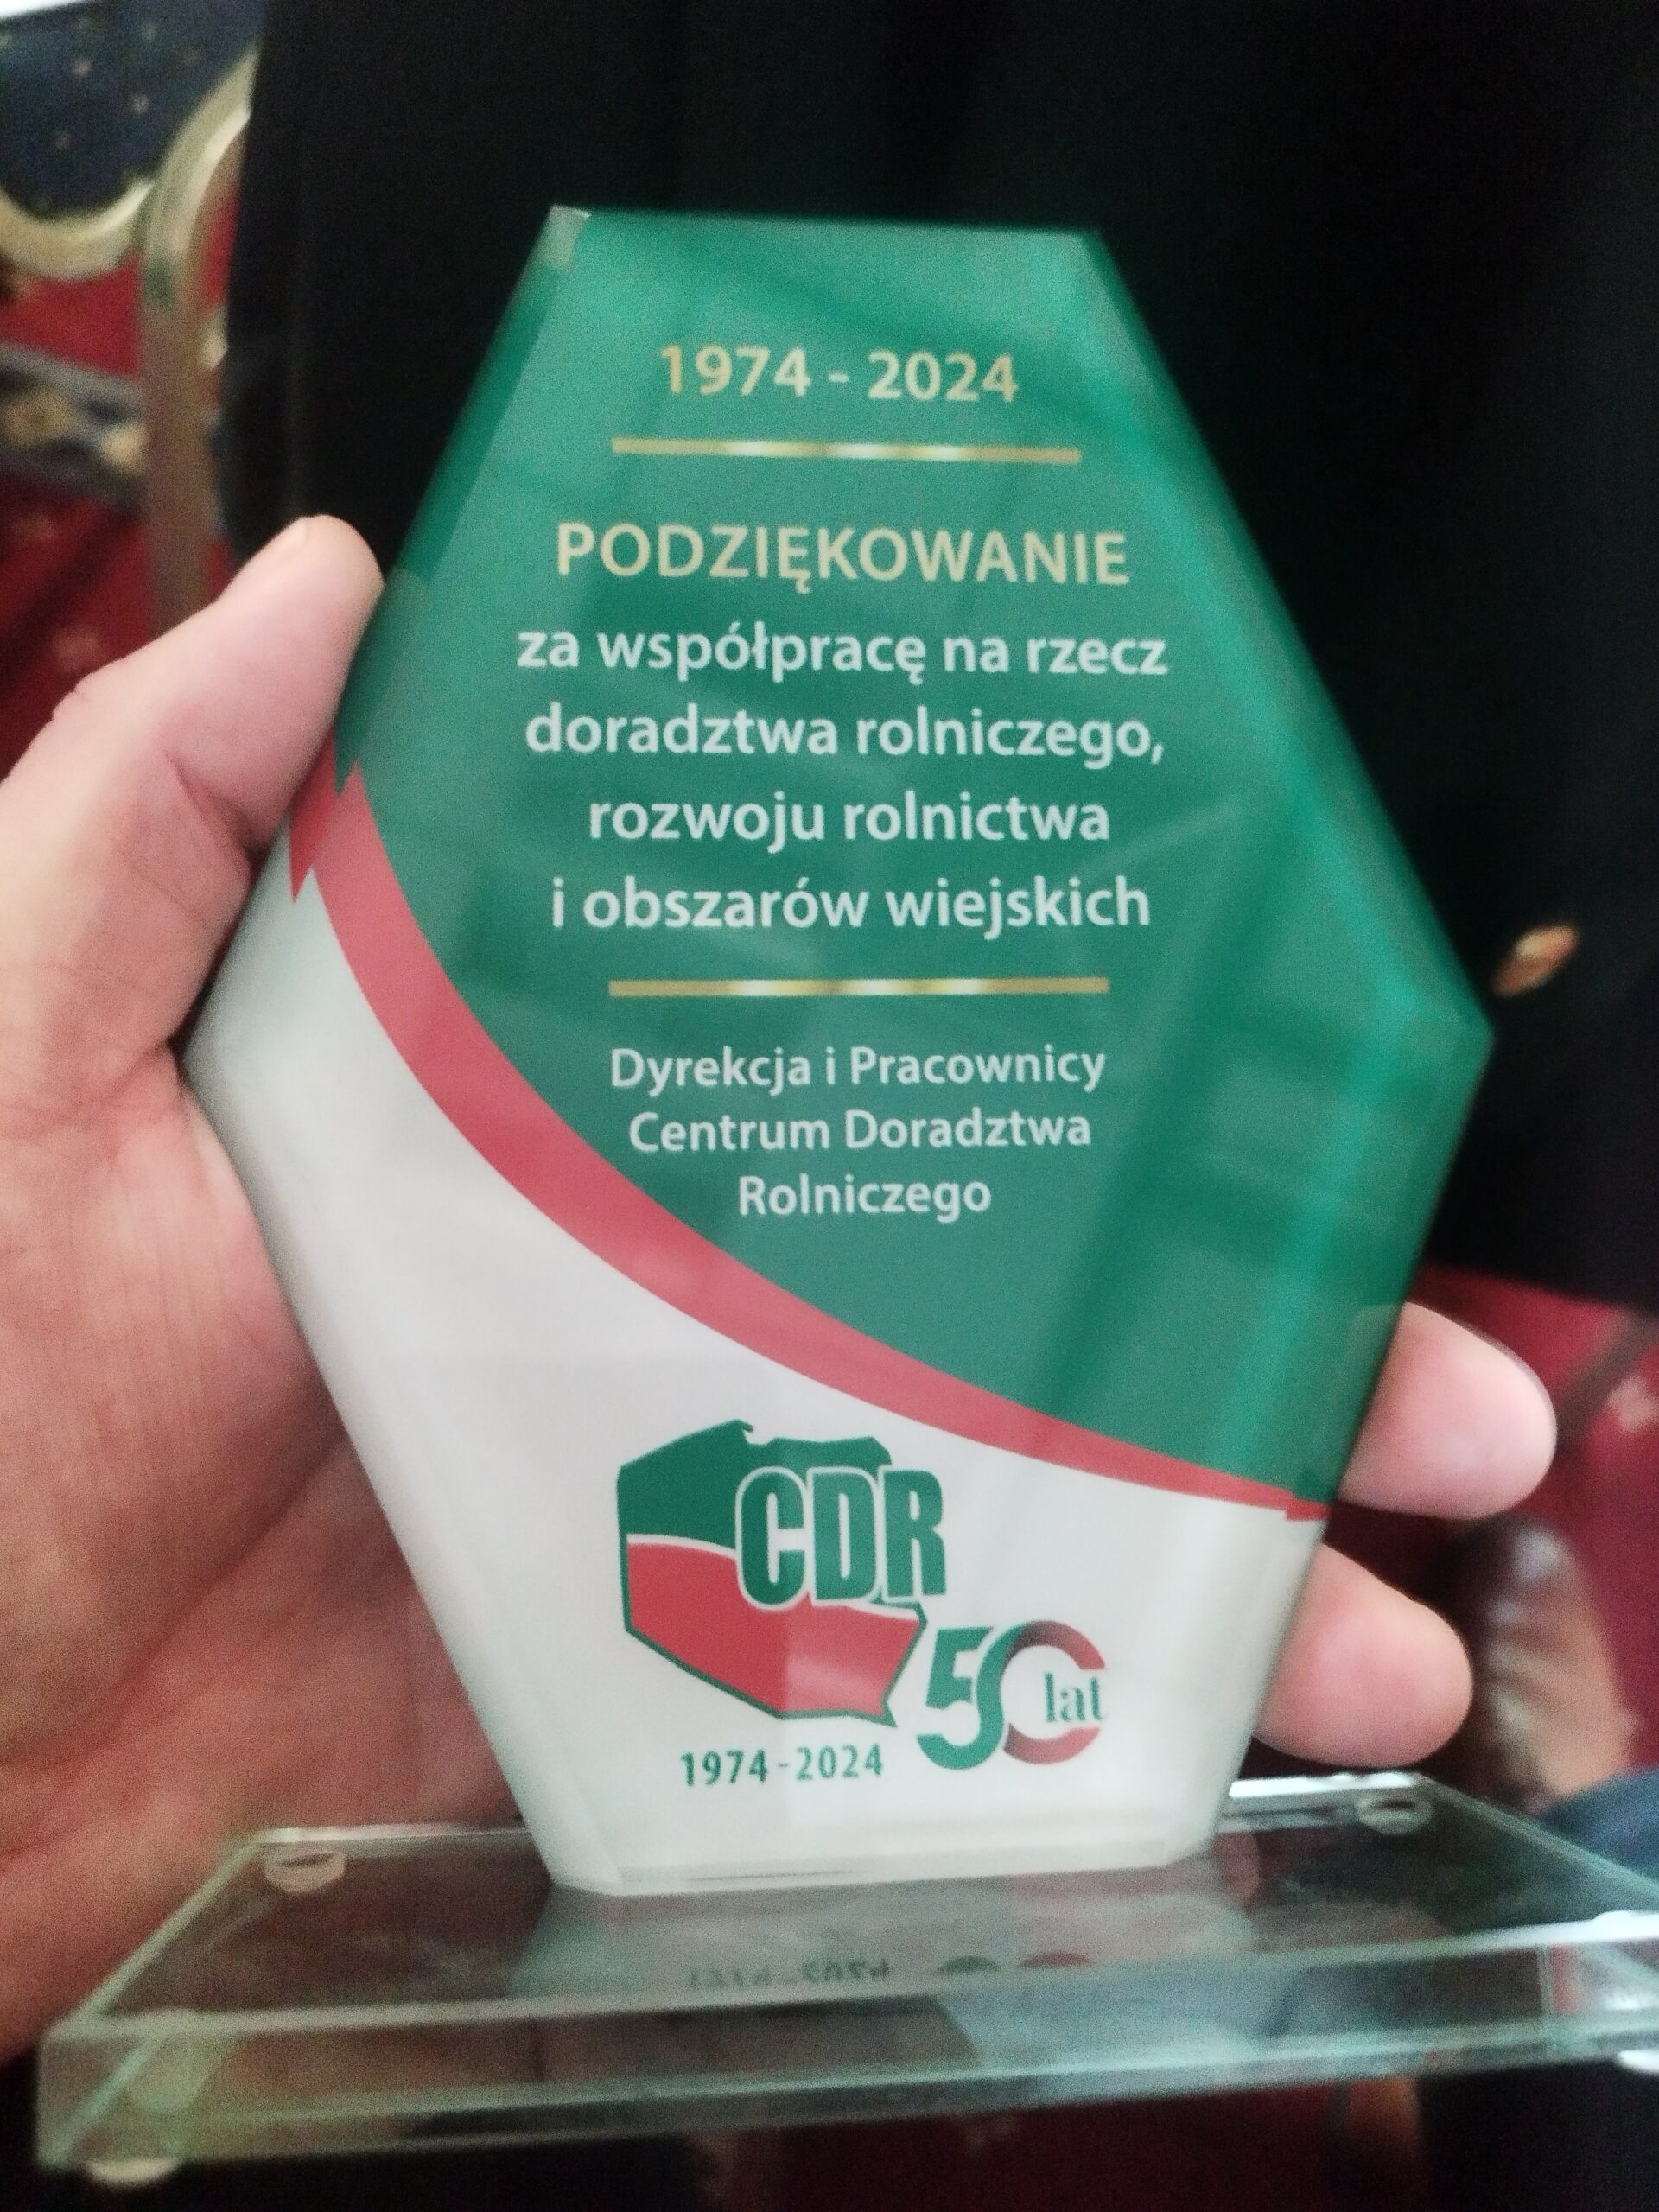 1974 - 2024
PODZIĘKOWANIE
za współpracę na rzecz
doradztwa rolniczego,
rozwoju rolnictwa
i obszarów wiejskich
Dyrekcja i Pracownicy
Centrum Doradztwa
Rolniczego
CDR
50 lat
1974-2024